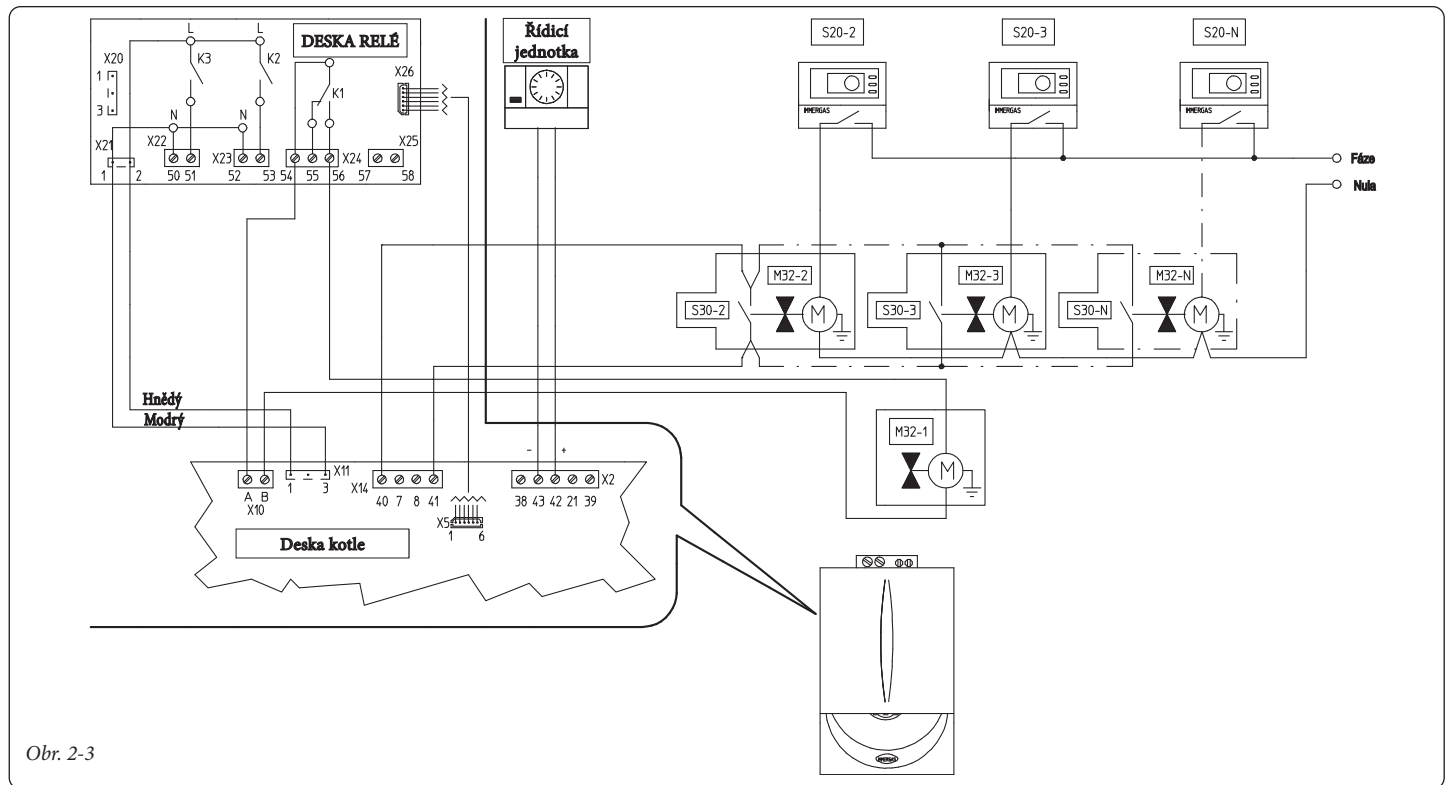 DESKA RELÉ
Řídicí
jednotka
S20-2
S20-3
S20-N
L
L
X20
K3
K2
1
3
K1
X26
N
N
X21
X22
X23
X24
X25
1
2
50
51
52
53
54
55
56
57
58
IMMERGAS
IMMERGAS
IMMERGAS
Fáze
Nula
M32-2
M32-3
M32-N
S30-2
M
S30-3
M
S30-N
M
Hnědý
Modrý
M32-1
M
-
+
X11
X14
X2
A
B
1
3
40
7
8
41
38
43
42
21
39
X10
X5
1
6
Deska kotle
IMMERGAS
Obr. 2-3